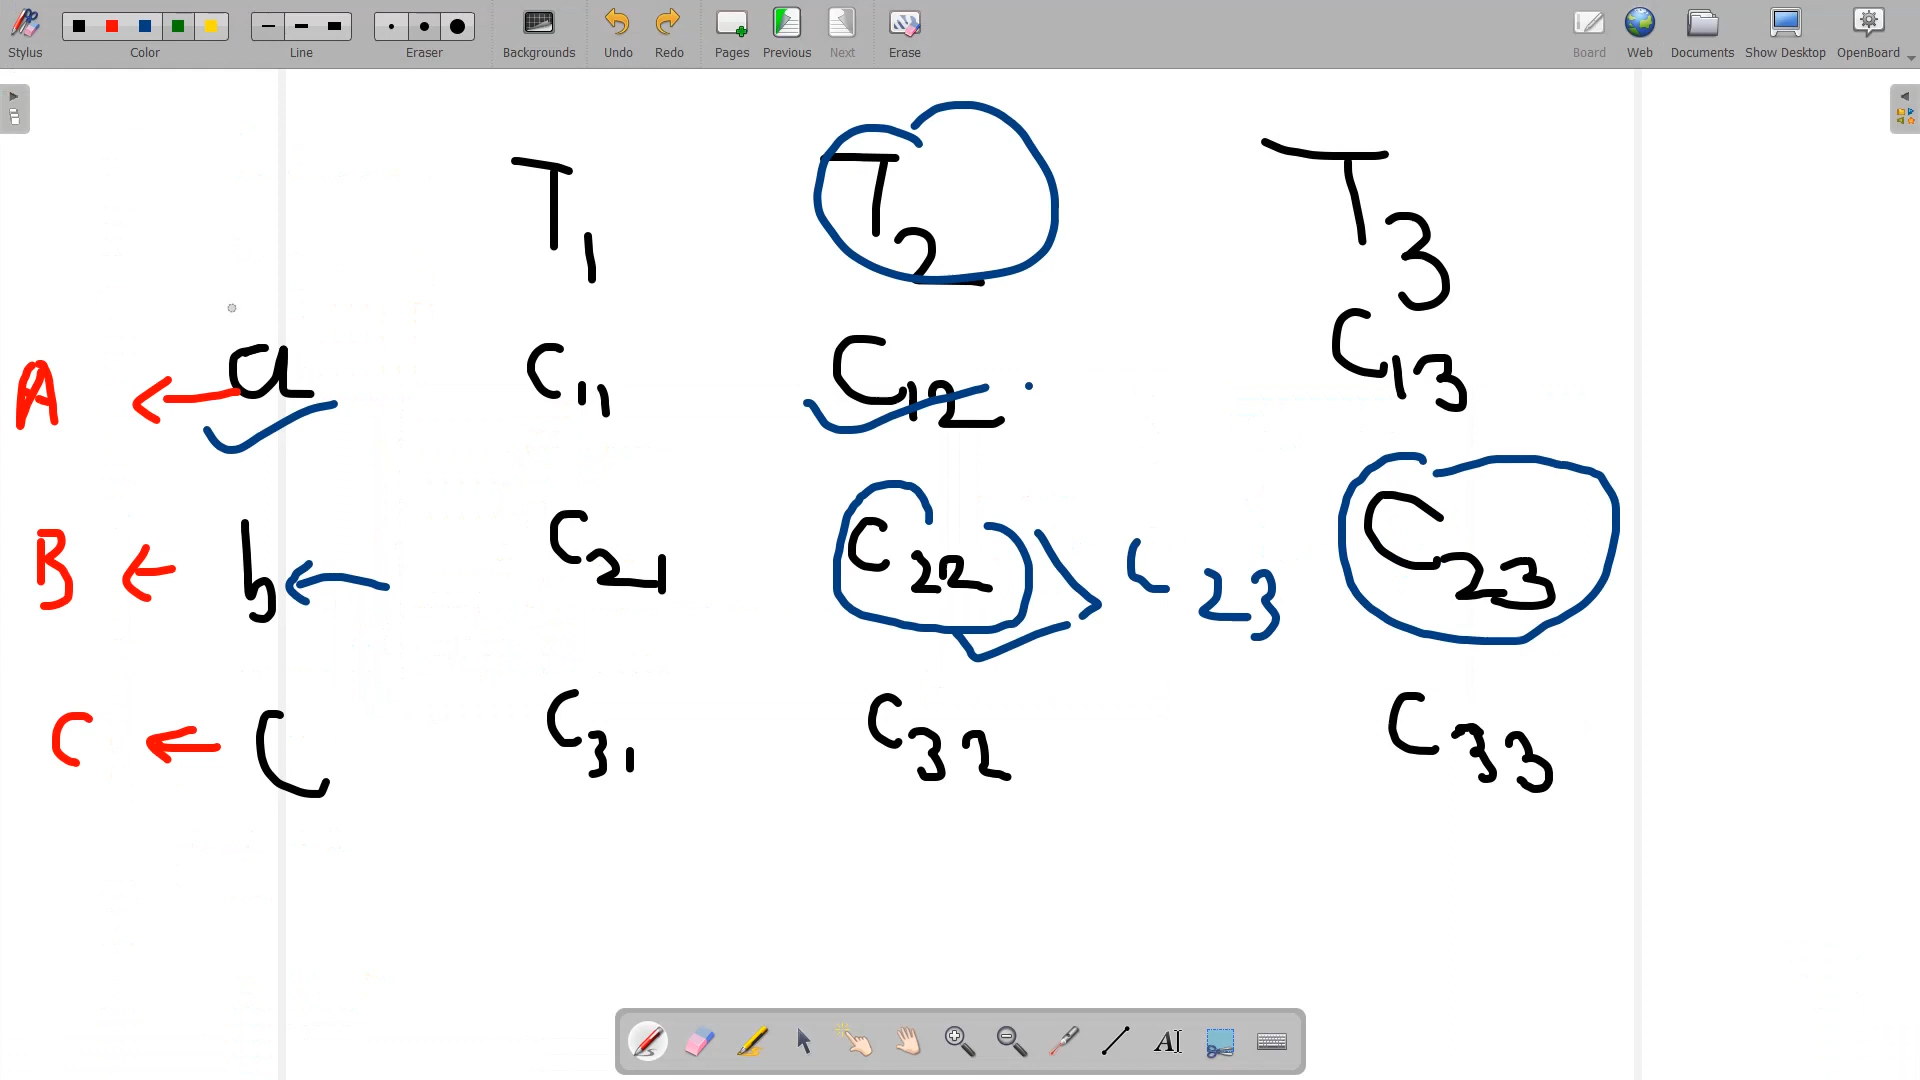 Stylus Color Line Eraser Backgrounds Undo Redo Pages Previous Next Erase Board Web Documents Show Desktop OpenBoard
T1 T2 T3
A ← a C11 C12 C13
B ← b ← C21 C22 > C23 C23
C ← C C31 C32 C33